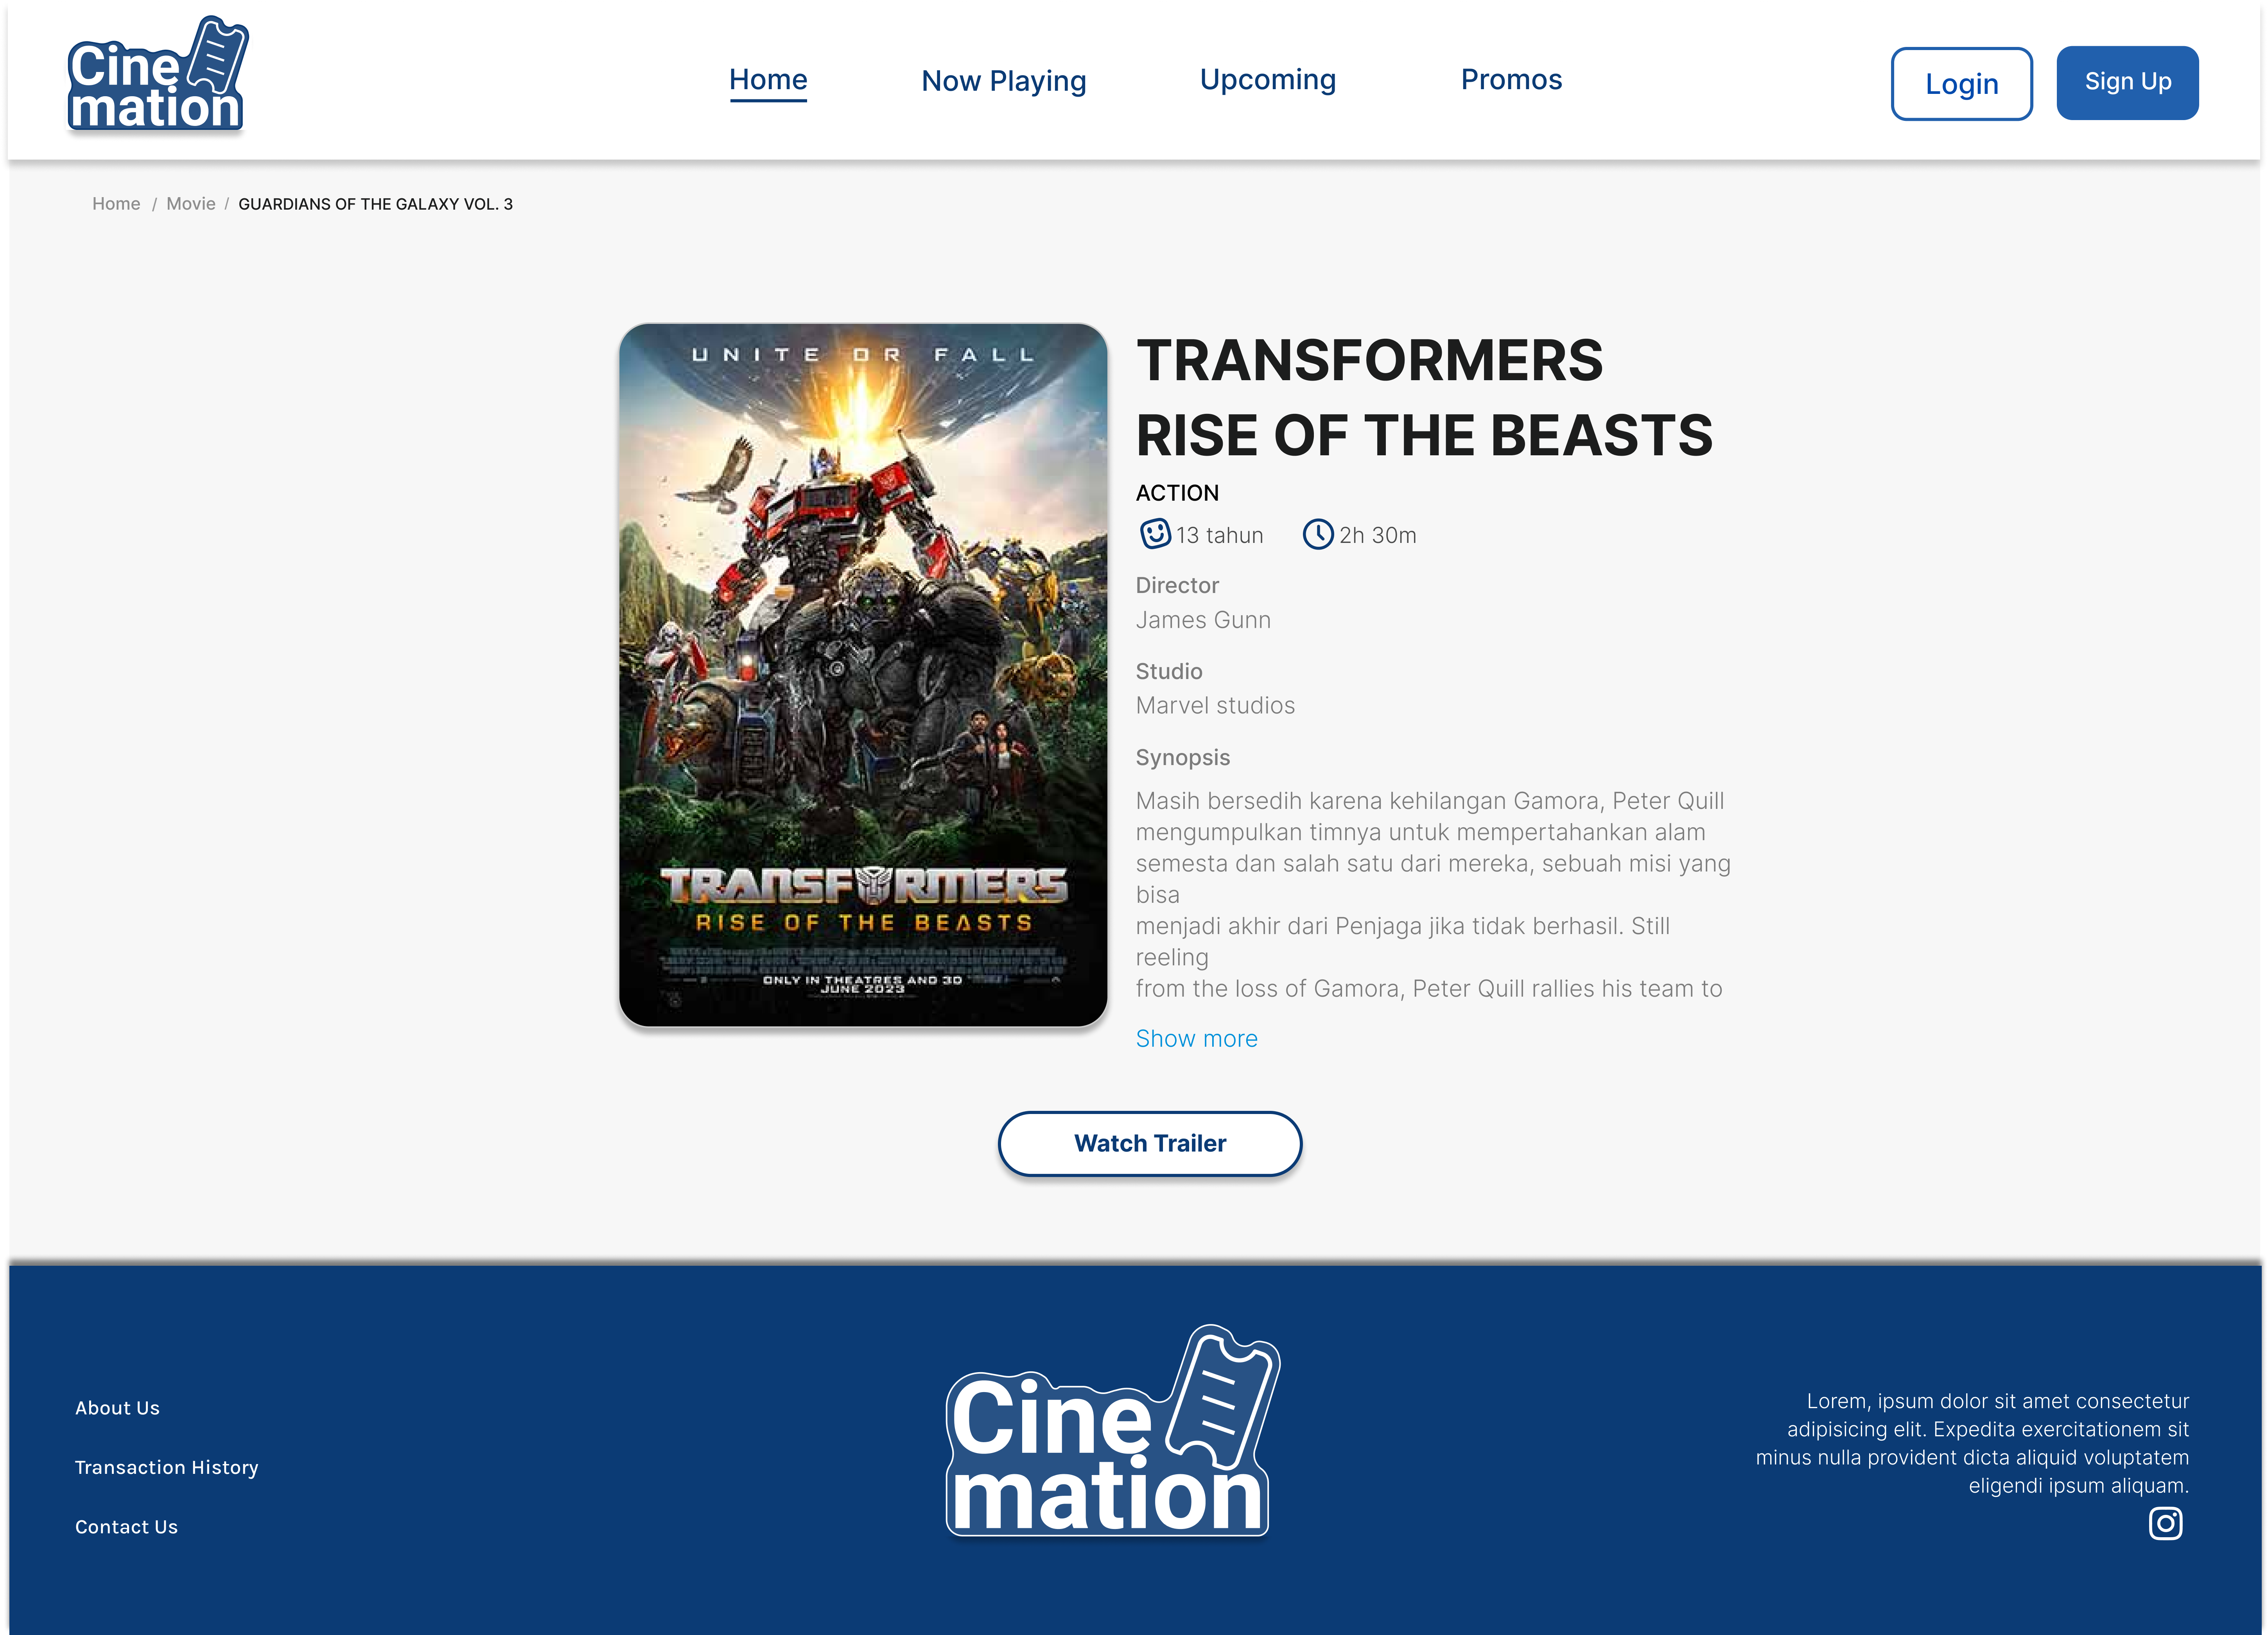 Cine
mation
Home
Now Playing
Upcoming
Promos
Login
Sign Up
Home / Movie / GUARDIANS OF THE GALAXY VOL. 3
UNITE OR FALL
TRANSFORMERS
RISE OF THE BEASTS
ONLY IN THEATRES AND 3D
JUNE 2023
TRANSFORMERS
RISE OF THE BEASTS
ACTION
13 tahun
2h 30m
Director
James Gunn
Studio
Marvel studios
Synopsis
Masih bersedih karena kehilangan Gamora, Peter Quill
mengumpulkan timnya untuk mempertahankan alam
semesta dan salah satu dari mereka, sebuah misi yang
bisa
menjadi akhir dari Penjaga jika tidak berhasil. Still
reeling
from the loss of Gamora, Peter Quill rallies his team to
Show more
Watch Trailer
About Us
Transaction History
Contact Us
Cine
mation
Lorem, ipsum dolor sit amet consectetur
adipisicing elit. Expedita exercitationem sit
minus nulla provident dicta aliquid voluptatem
eligendi ipsum aliquam.